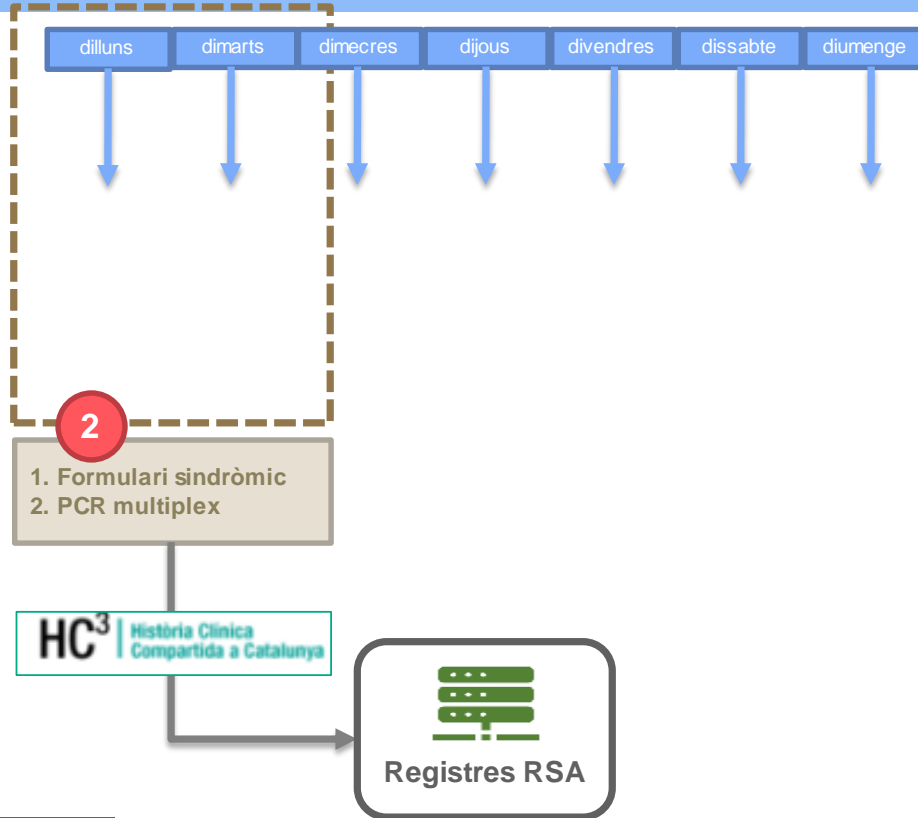 dilluns dimarts dimecres dijous divendres dissabte diumenge
2
1. Formulari sindròmic
2. PCR multiplex
HC³ Història Clínica
Compartida a Catalunya
Registres RSA